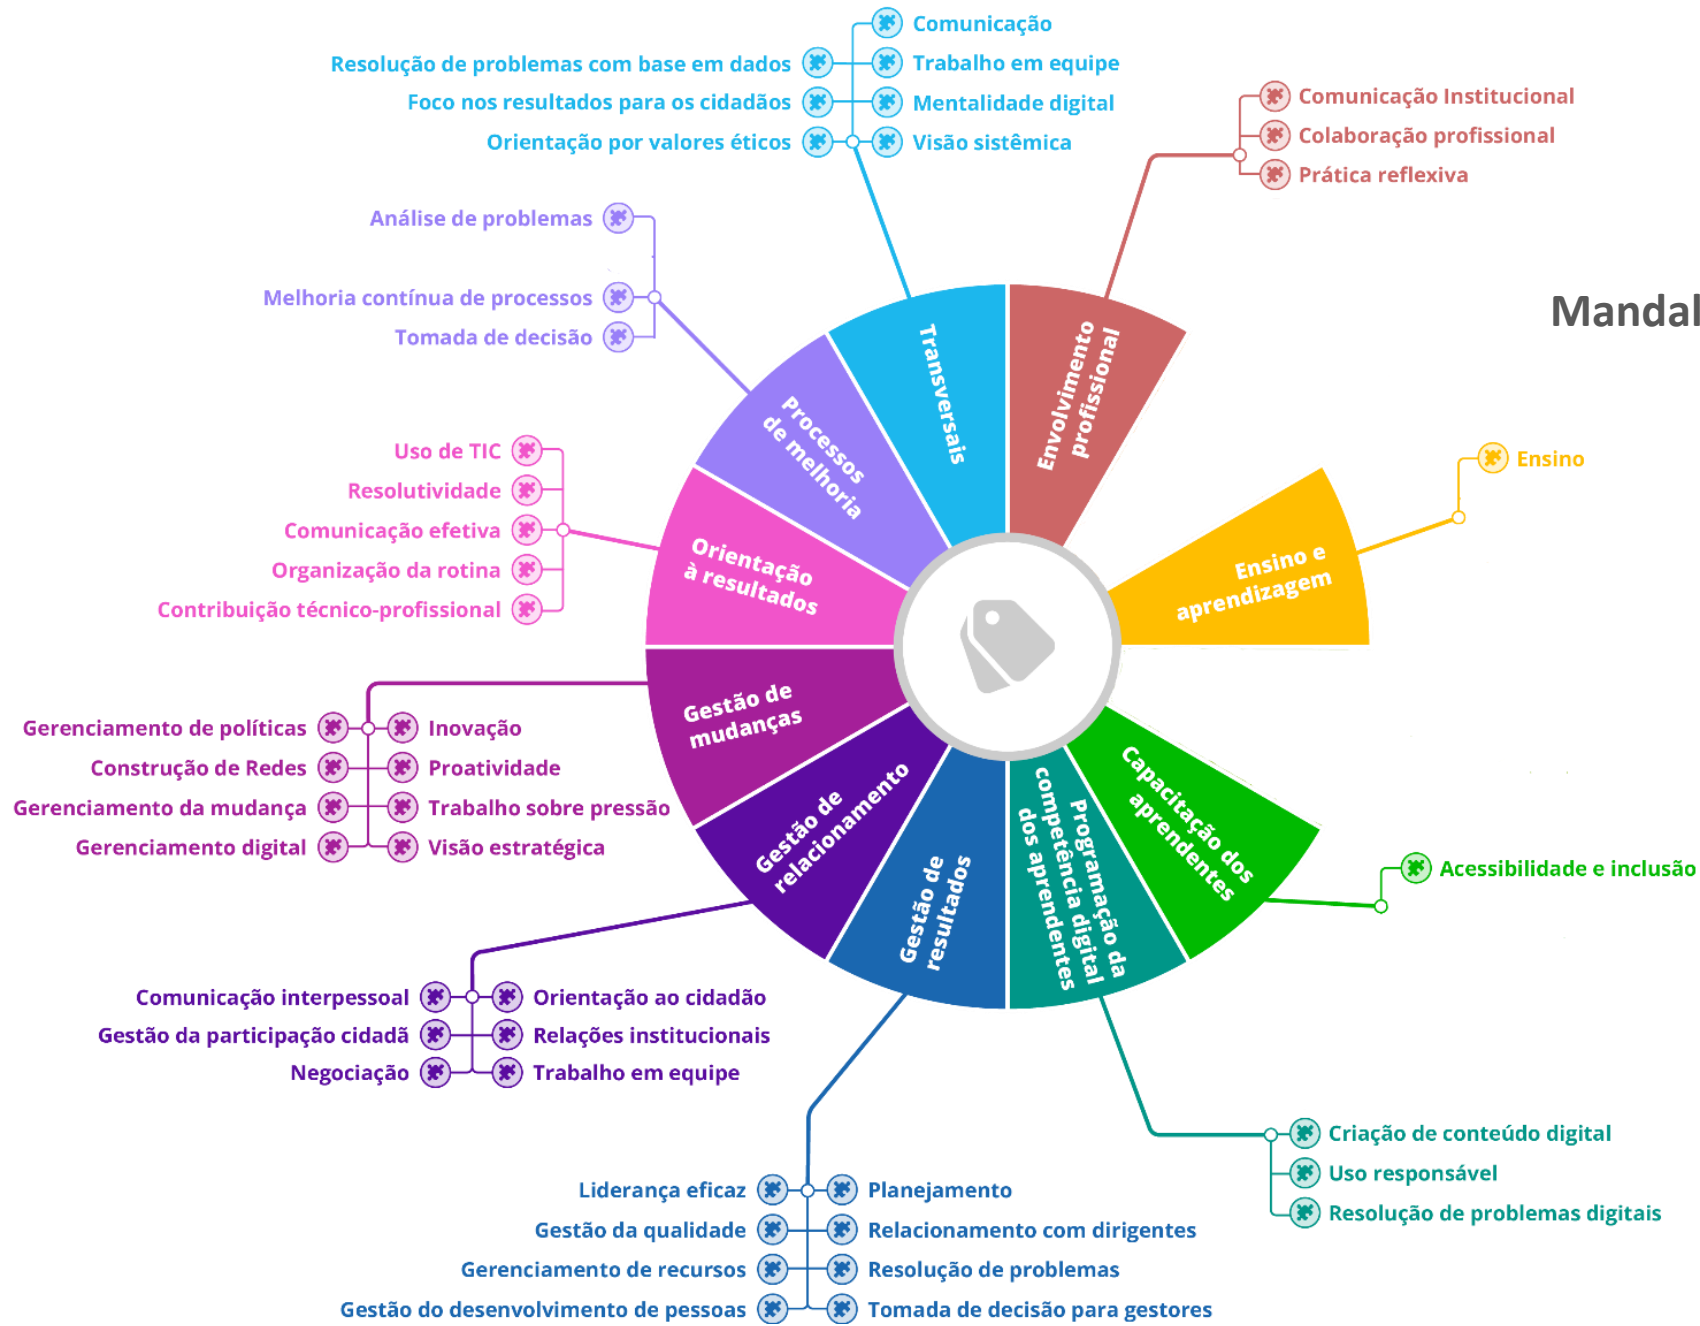 Comunicação
Trabalho em equipe
Mentalidade digital
Visão sistêmica
Resolução de problemas com base em dados
Foco nos resultados para os cidadãos
Orientação por valores éticos
Comunicação Institucional
Colaboração profissional
Prática reflexiva
Análise de problemas
Melhoria contínua de processos
Tomada de decisão
Mandal
Uso de TIC
Resolutividade
Comunicação efetiva
Organização da rotina
Contribuição técnico-profissional
Ensino
Transversais
Envolvimento
profissional
Processos
de melhoria
Orientação
à resultados
Ensino e
aprendizagem
Gestão de
mudanças
Gestão de
relacionamento
Gestão de
resultados
Programação da
competência digital
dos aprendentes
Capacitação dos
aprendentes
Gerenciamento de políticas
Construção de Redes
Gerenciamento da mudança
Gerenciamento digital
Inovação
Proatividade
Trabalho sobre pressão
Visão estratégica
Acessibilidade e inclusão
Comunicação interpessoal
Gestão da participação cidadã
Negociação
Orientação ao cidadão
Relações institucionais
Trabalho em equipe
Criação de conteúdo digital
Uso responsável
Resolução de problemas digitais
Liderança eficaz
Gestão da qualidade
Gerenciamento de recursos
Gestão do desenvolvimento de pessoas
Planejamento
Relacionamento com dirigentes
Resolução de problemas
Tomada de decisão para gestores